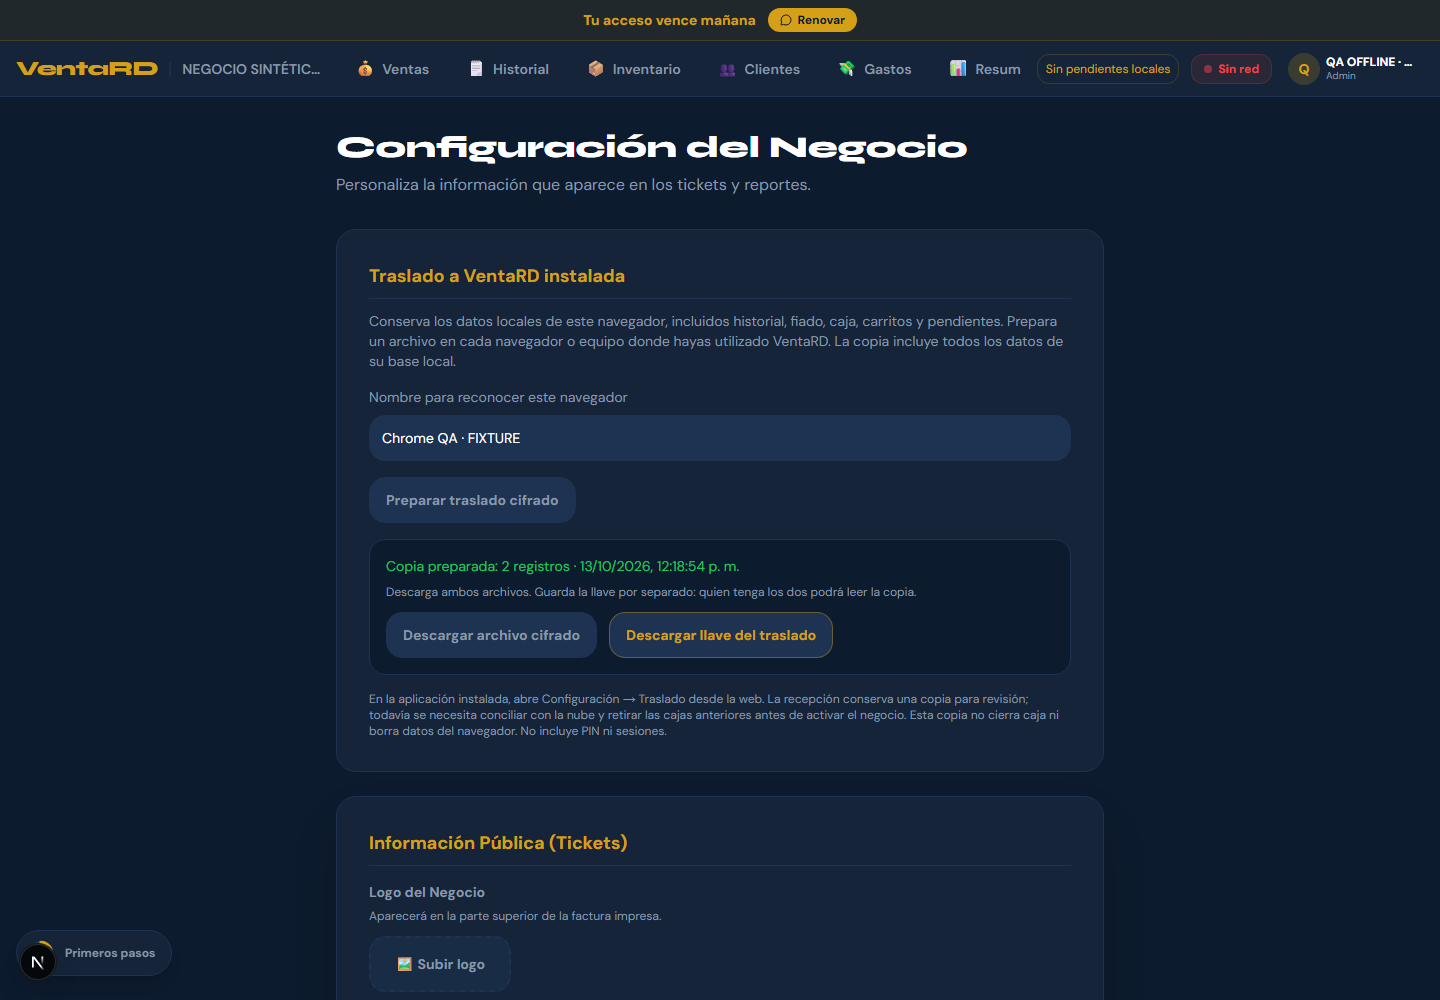 Tu acceso vence mañana
Renovar
VentaRD
NEGOCIO SINTÉTIC...
Ventas
Historial
Inventario
Clientes
Gastos
Resum
Sin pendientes locales
Sin red
Q
QA OFFLINE · ...
Admin
Configuración del Negocio
Personaliza la información que aparece en los tickets y reportes.
Traslado a VentaRD instalada
Conserva los datos locales de este navegador, incluidos historial, fiado, caja, carritos y pendientes. Prepara
un archivo en cada navegador o equipo donde hayas utilizado VentaRD. La copia incluye todos los datos de
su base local.
Nombre para reconocer este navegador
Chrome QA · FIXTURE
Preparar traslado cifrado
Copia preparada: 2 registros · 13/10/2026, 12:18:54 p. m.
Descarga ambos archivos. Guarda la llave por separado: quien tenga los dos podrá leer la copia.
Descargar archivo cifrado
Descargar llave del traslado
En la aplicación instalada, abre Configuración → Traslado desde la web. La recepción conserva una copia para revisión;
todavía se necesita conciliar con la nube y retirar las cajas anteriores antes de activar el negocio. Esta copia no cierra caja ni
borra datos del navegador. No incluye PIN ni sesiones.
Información Pública (Tickets)
Logo del Negocio
Aparecerá en la parte superior de la factura impresa.
Subir logo
N
Primeros pasos